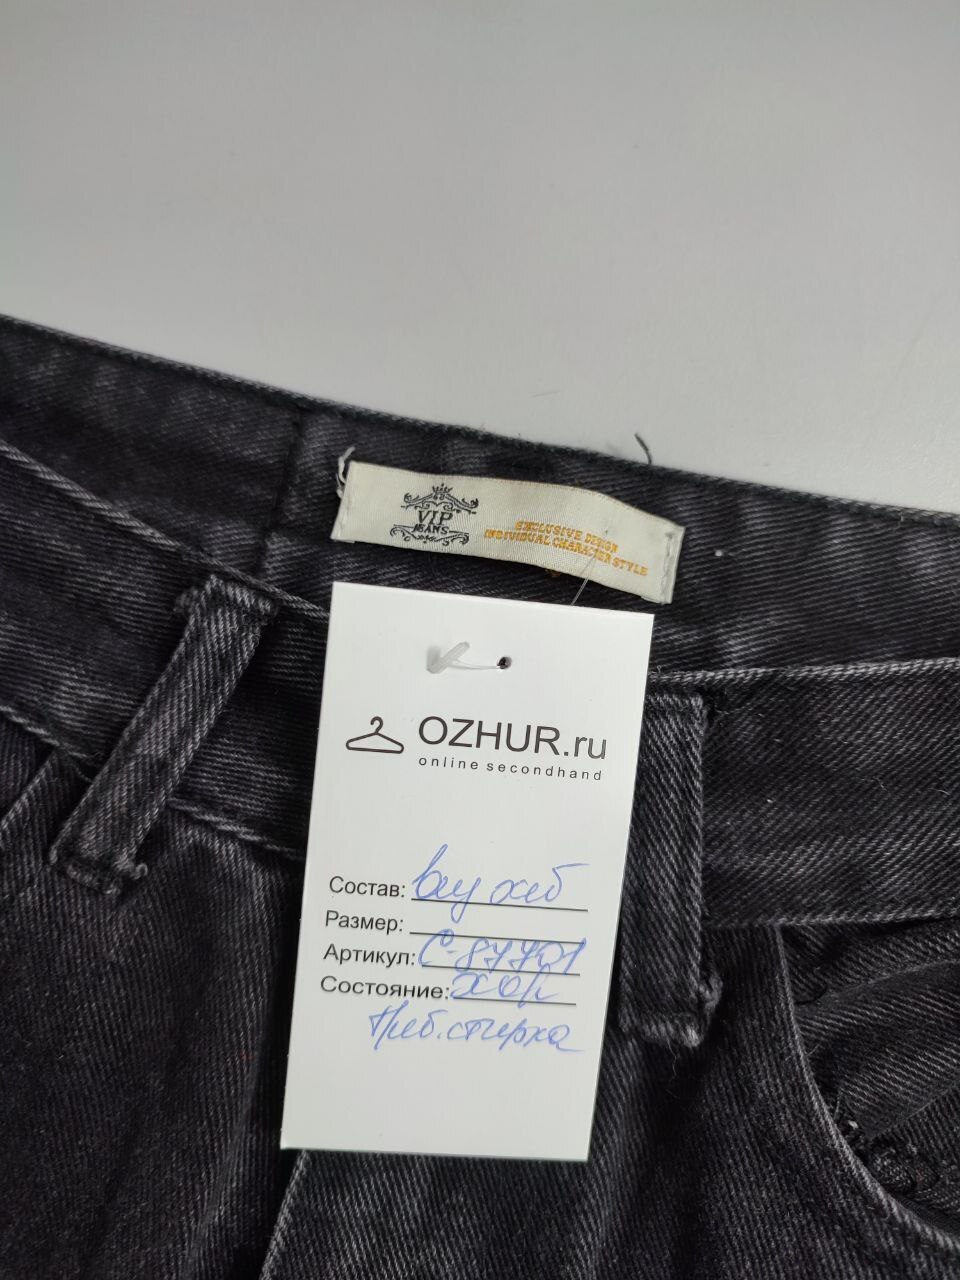 VIP
JEANS
EXCLUSIVE DESIGN
INDIVIDUAL CHARACTER STYLE
OZHUR.ru
online secondhand
Состав: виу хлб
Размер:
Артикул: С-87701
Состояние: хор
Треб. стирка